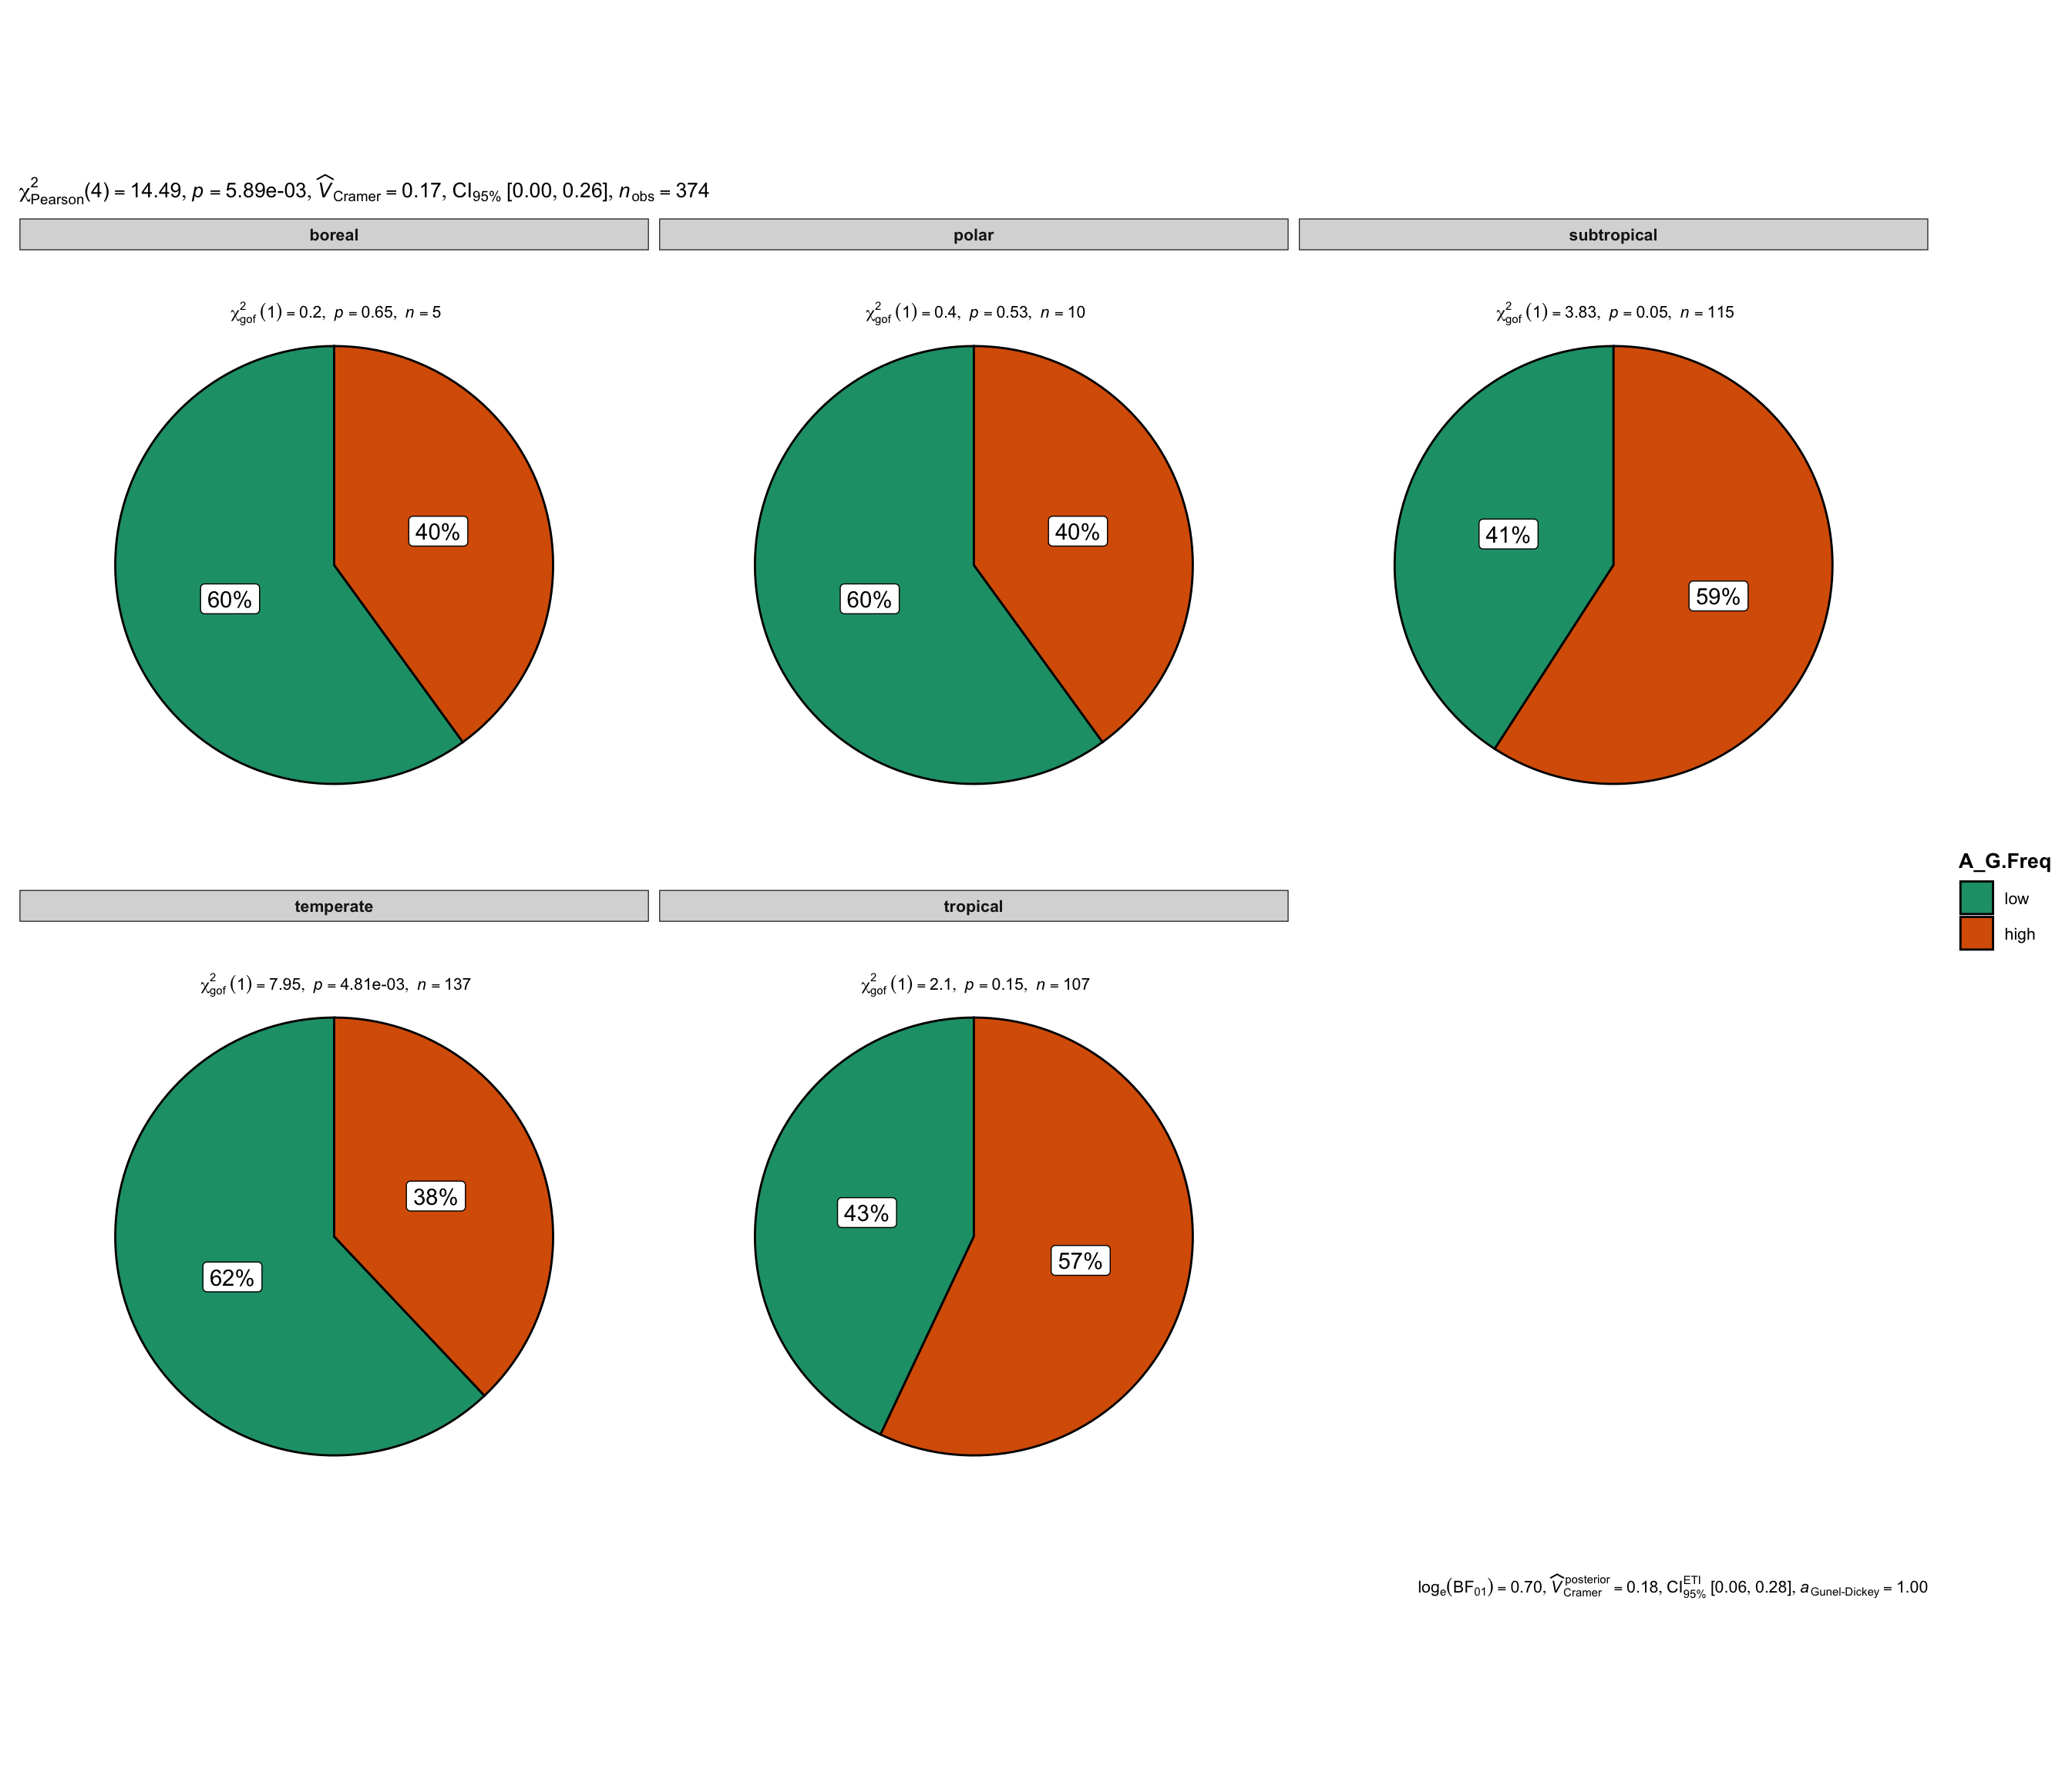 χ²Pearson(4) = 14.49, p = 5.89e-03, V̂Cramer = 0.17, CI95% [0.00, 0.26], nobs = 374
boreal polar subtropical
χ²gof (1) = 0.2, p = 0.65, n = 5
χ²gof (1) = 0.4, p = 0.53, n = 10
χ²gof (1) = 3.83, p = 0.05, n = 115
40%
60%
40%
60%
41%
59%
temperate tropical
χ²gof (1) = 7.95, p = 4.81e-03, n = 137
χ²gof (1) = 2.1, p = 0.15, n = 107
38%
62%
43%
57%
A_G.Freq
low
high
loge(BF01) = 0.70, V̂posteriorCramer = 0.18, CIETI95% [0.06, 0.28], aGunel-Dickey = 1.00